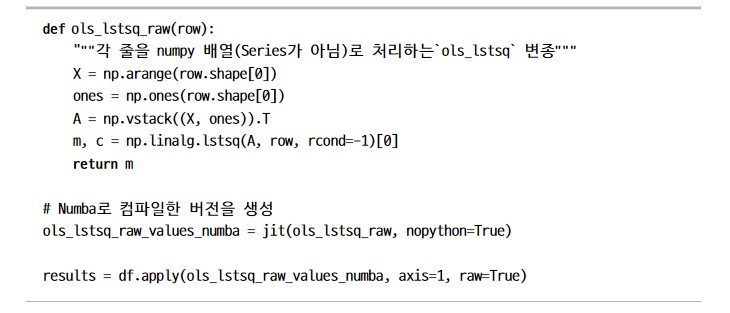 def ols_lstsq_raw(row):
    """각 줄을 numpy 배열(Series가 아님)로 처리하는`ols_lstsq` 변종"""
    X = np.arange(row.shape[0])
    ones = np.ones(row.shape[0])
    A = np.vstack((X, ones)).T
    m, c = np.linalg.lstsq(A, row, rcond=-1)[0]
    return m

# Numba로 컴파일한 버전을 생성
ols_lstsq_raw_values_numba = jit(ols_lstsq_raw, nopython=True)

results = df.apply(ols_lstsq_raw_values_numba, axis=1, raw=True)